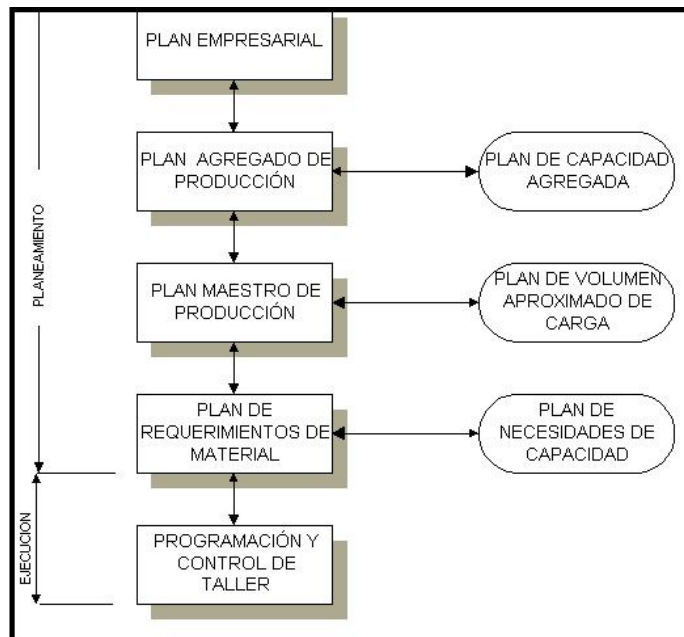 PLAN EMPRESARIAL
PLAN AGREGADO DE
PRODUCCIÓN
PLAN DE CAPACIDAD
AGREGADA
PLANEAMIENTO
PLAN MAESTRO DE
PRODUCCIÓN
PLAN DE VOLUMEN
APROXIMADO DE
CARGA
PLAN DE
REQUERIMIENTOS DE
MATERIAL
PLAN DE
NECESIDADES DE
CAPACIDAD
EJECUCION
PROGRAMACIÓN Y
CONTROL DE
TALLER